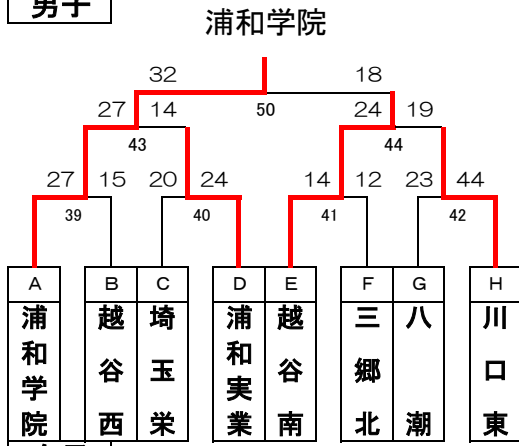 男子
浦和学院
32 18
50
27 14 24 19
43 44
27 15 20 24 14 12 23 44
39 40 41 42
A B C D E F G H
浦和学院
越谷西
埼玉栄
浦和実業
越谷南
三郷北
八潮
川口東